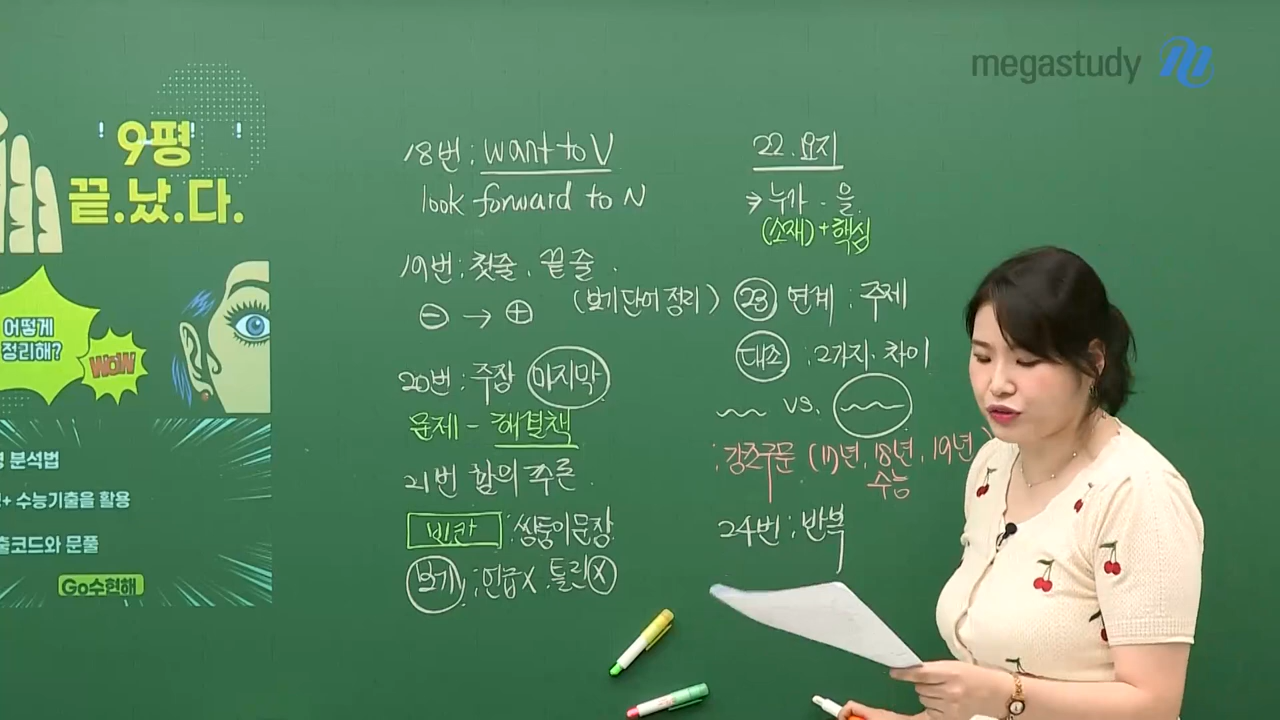 megastudy
9평
끝.났.다.
어떻게
정리해?
WOW
분석법
+ 수능기출을 활용
출코드와 문풀
Go수현해
18번 : want to V
look forward to N
19번 : 첫줄, 끝줄.
⊖ → ⊕ (보기 단어 정리)
20번 : 주장 마지막
문제 - 해결책
21번 함의 추론.
빈칸 : 쌍둥이 문장
보기 : 언급X, 틀린X
22. 요지
⇒ 누가 - 을.
(소재) + 핵심
23 연계 : 주제
대조 : 2가지. 차이
vs.
: 강조구문 (17년, 18년, 19년)
수능
24번 : 반복